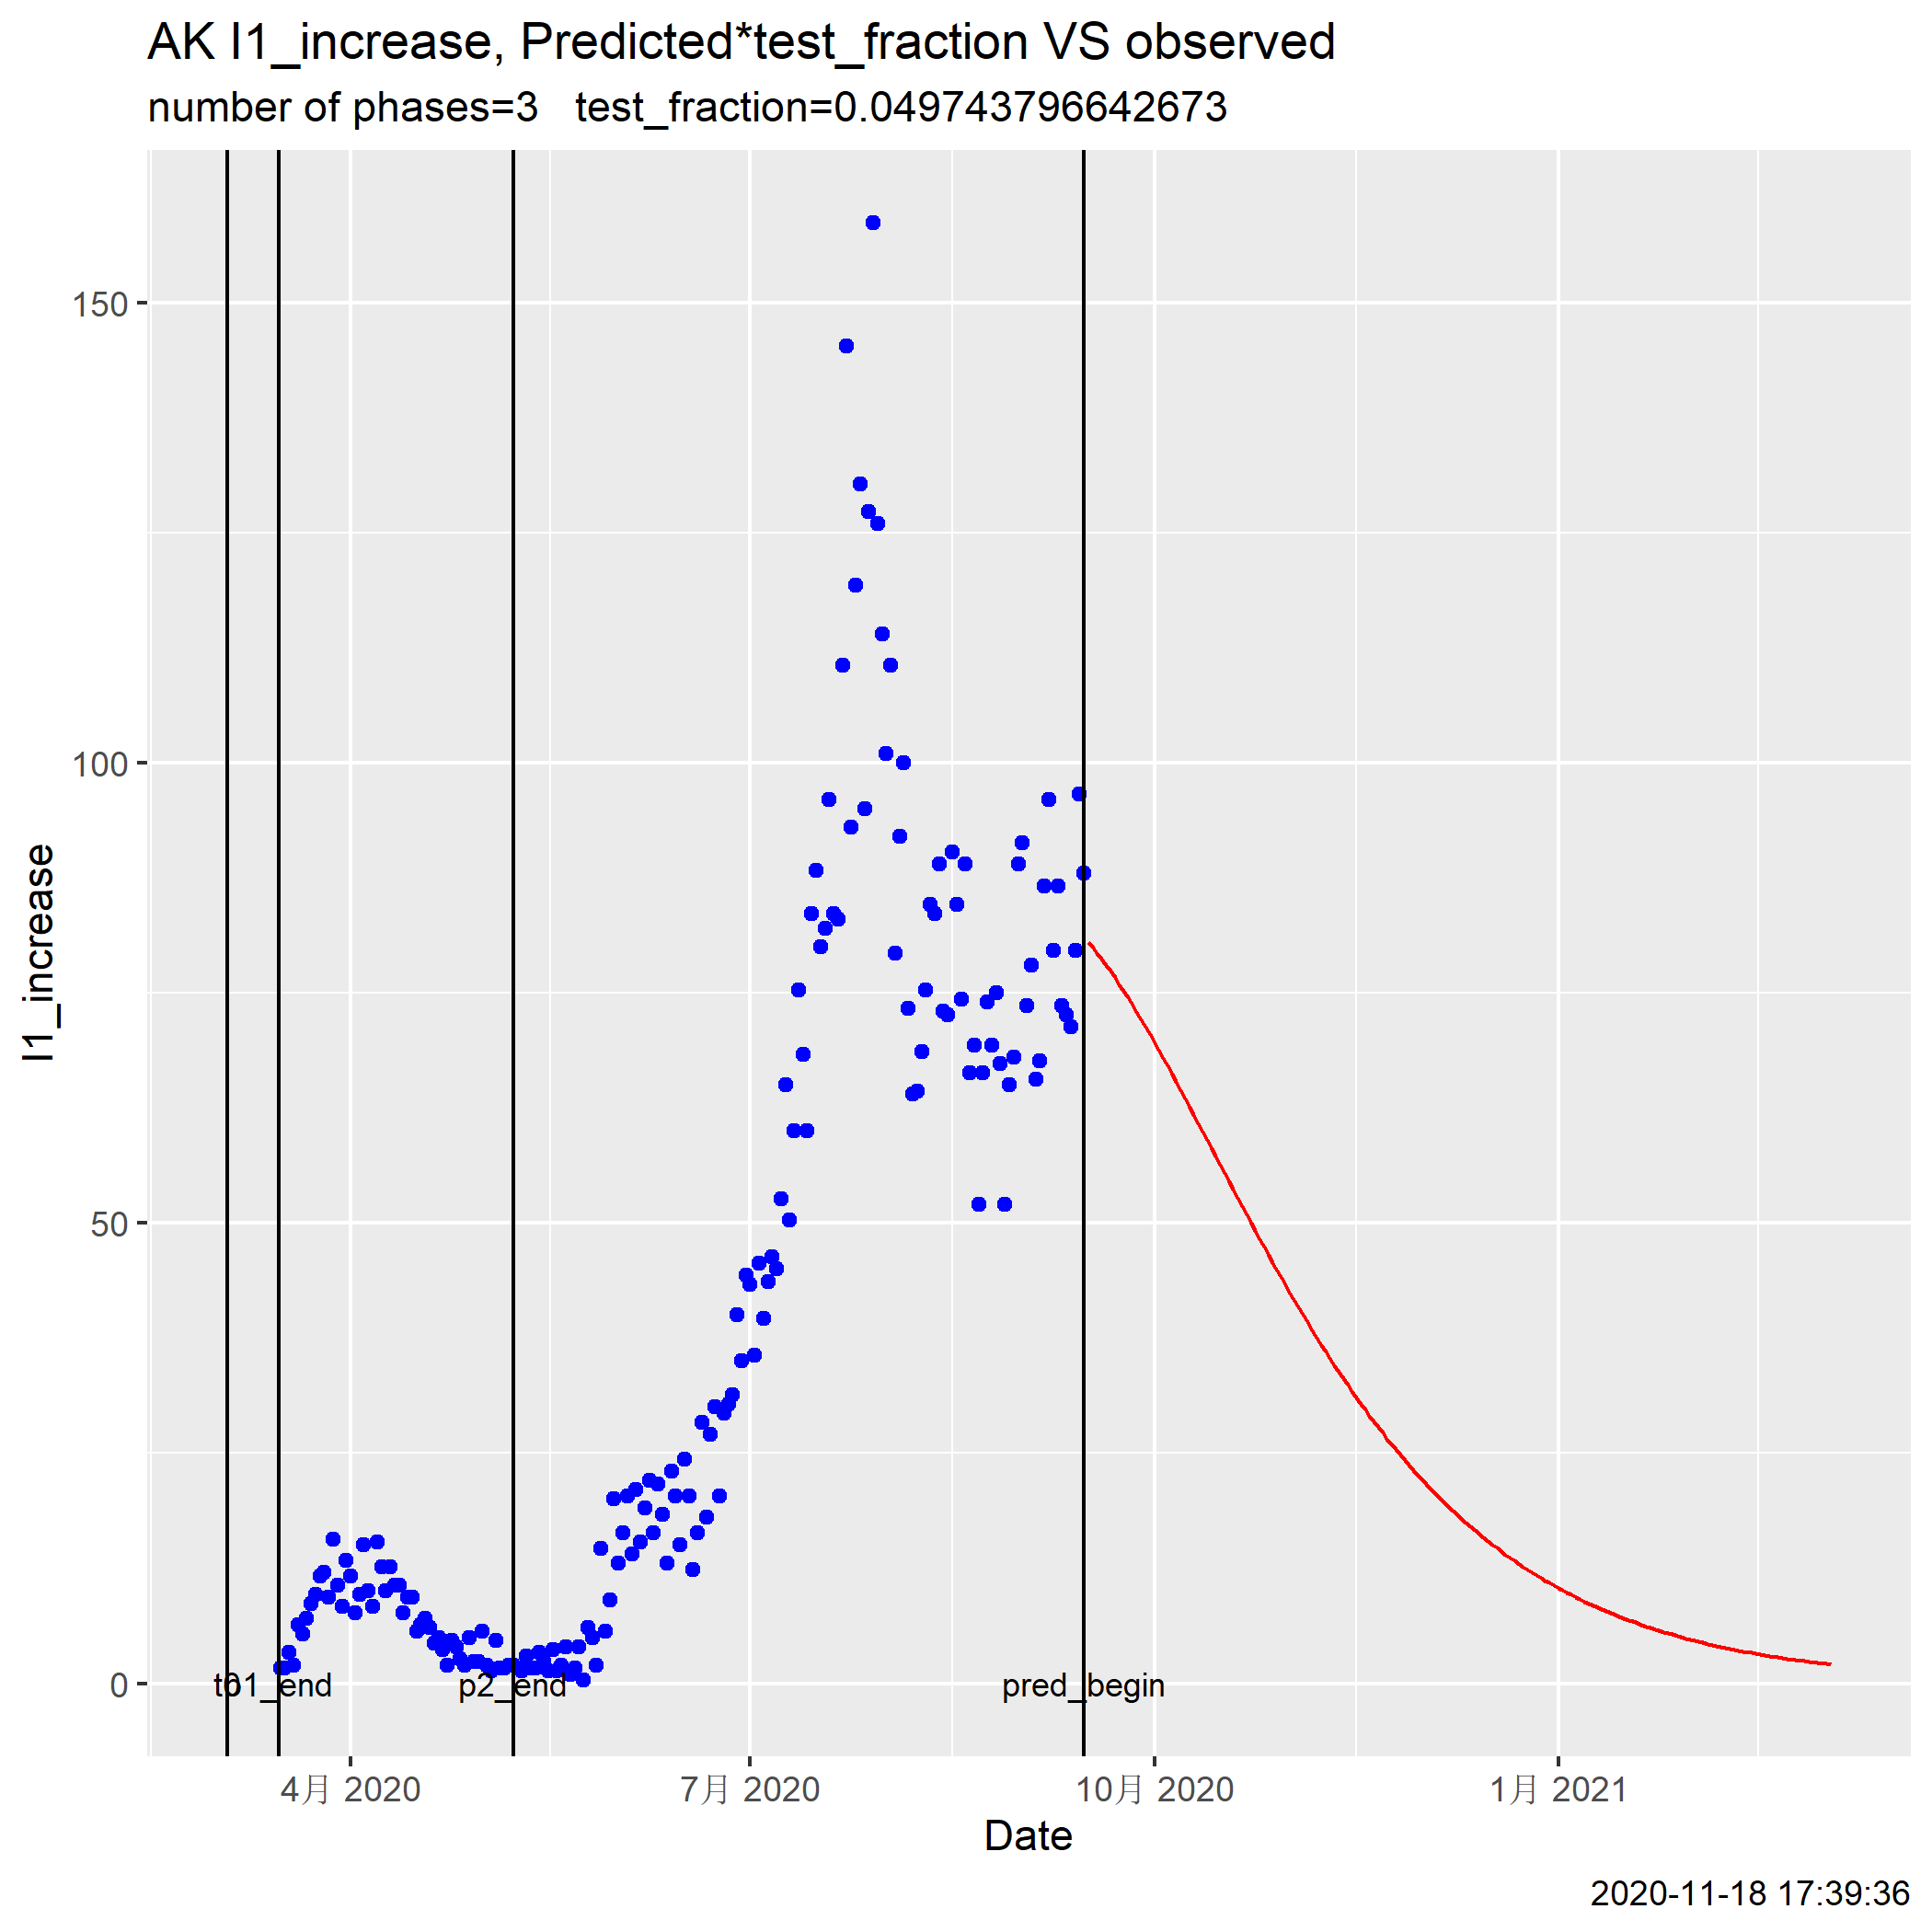 AK I1_increase, Predicted*test_fraction VS observed
number of phases=3 test_fraction=0.049743796642673
150
100
50
0
I1_increase
p2_end
pred_begin
4月 2020
7月 2020
10月 2020
1月 2021
Date
2020-11-18 17:39:36